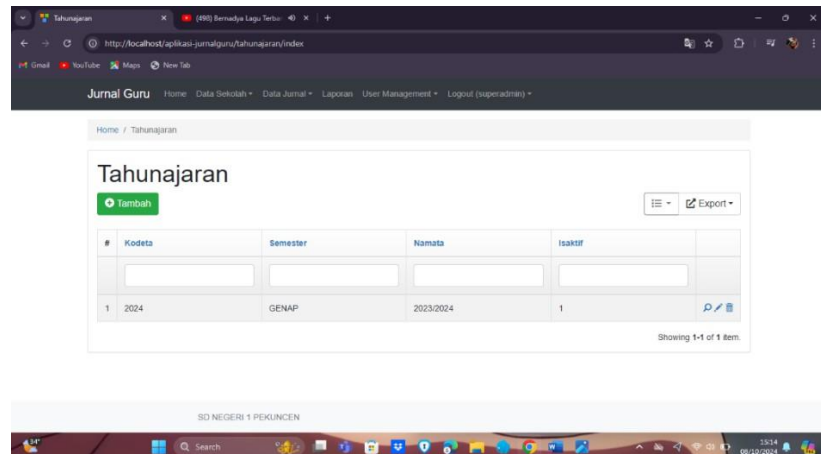 Tahunajaran
(498) Bernadya Lagu Terbo
http://localhost/aplikasi-jurnalguru/tahunajaran/index
Gmail YouTube Maps New Tab
Jurnal Guru Home Data Sekolah Data Jurnal Laporan User Management Logout (superadmin)
Home / Tahunajaran
Tahunajaran
Tambah
Export
# Kodeta Semester Namata Isaktif
1 2024 GENAP 2023/2024 1
Showing 1-1 of 1 item.
SD NEGERI 1 PEKUNCEN
34°
Search
15:14
08/10/2024